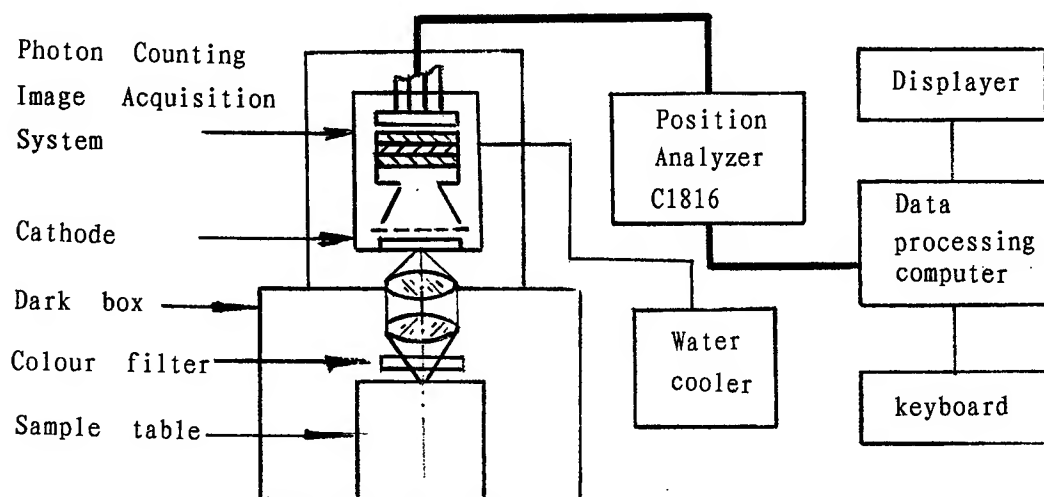 Photon Counting
Image Acquisition
System
Cathode
Dark box
Colour filter
Sample table
Position
Analyzer
C1816
Water
cooler
Displayer
Data
processing
computer
keyboard